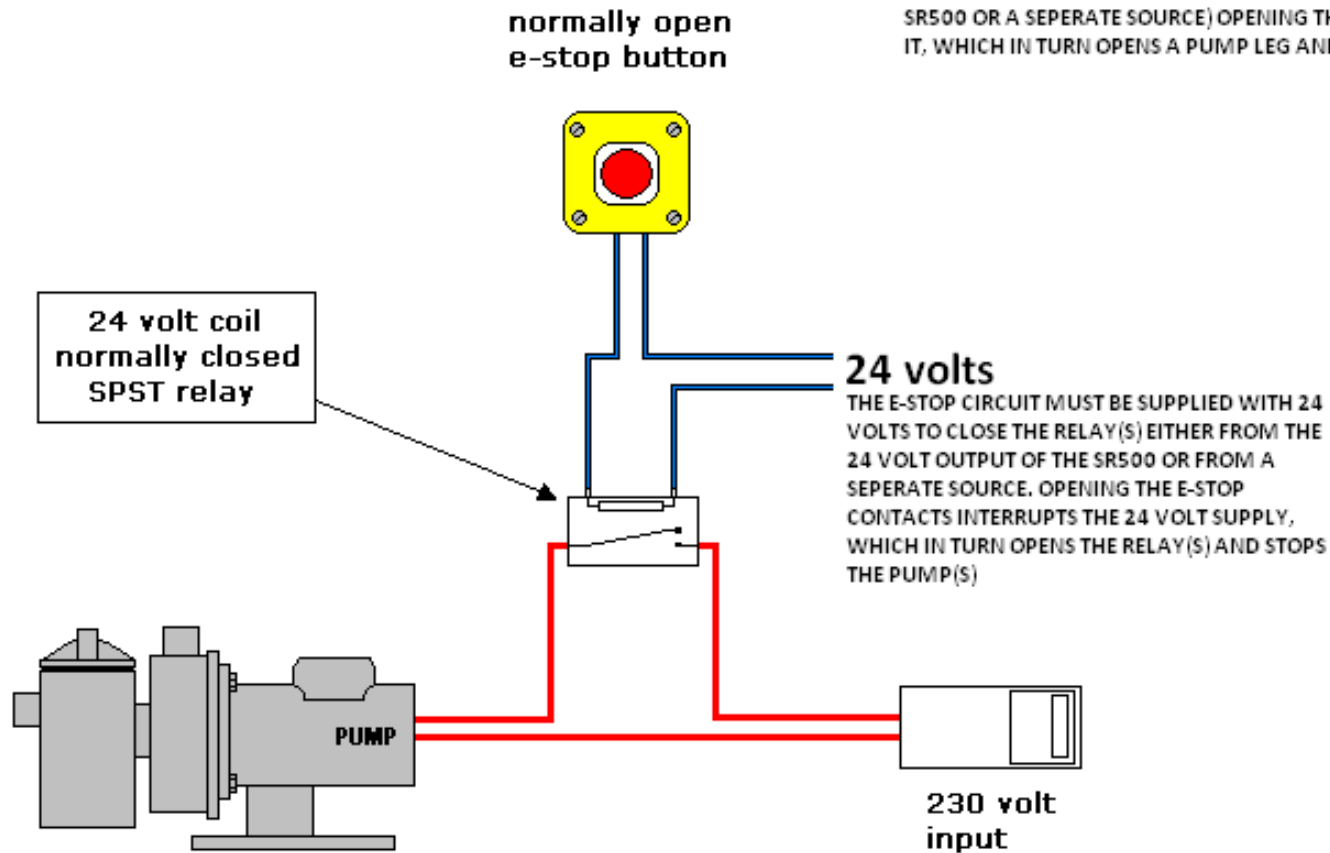 normally open
e-stop button
SR500 OR A SEPERATE SOURCE) OPENING
IT, WHICH IN TURN OPENS A PUMP LEG
24 volt coil
normally closed
SPST relay
24 volts
THE E-STOP CIRCUIT MUST BE SUPPLIED WITH 24
VOLTS TO CLOSE THE RELAY(S) EITHER FROM THE
24 VOLT OUTPUT OF THE SR500 OR FROM A
SEPERATE SOURCE. OPENING THE E-STOP
CONTACTS INTERRUPTS THE 24 VOLT SUPPLY,
WHICH IN TURN OPENS THE RELAY(S) AND STOPS
THE PUMP(S)
PUMP
230 volt
input